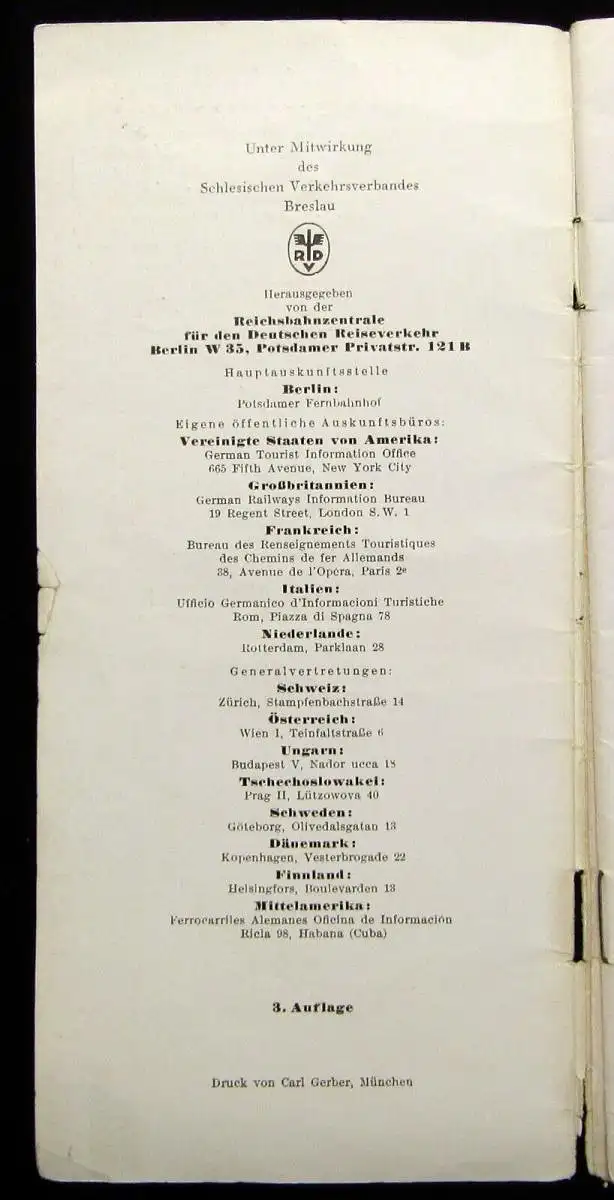 Unter Mitwirkung
des
Schlesischen Verkehrsverbandes
Breslau
RDV
Herausgegeben
von der
Reichsbahnzentrale
für den Deutschen Reiseverkehr
Berlin W 35, Potsdamer Privatstr. 121 B
Hauptauskunftsstelle
Berlin:
Potsdamer Fernbahnhof
Eigene öffentliche Auskunftsbüros:
Vereinigte Staaten von Amerika:
German Tourist Information Office
665 Fifth Avenue, New York City
Großbritannien:
German Railways Information Bureau
19 Regent Street, London S. W. 1
Frankreich:
Bureau des Renseignements Touristiques
des Chemins de fer Allemands
38, Avenue de l'Opéra, Paris 2e
Italien:
Ufficio Germanico d'Informacioni Turistiche
Rom, Piazza di Spagna 78
Niederlande:
Rotterdam, Parklaan 28
Generalvertretungen:
Schweiz:
Zürich, Stampfenbachstraße 14
Österreich:
Wien I, Teinfaltstraße 6
Ungarn:
Budapest V, Nador ucca 18
Tschechoslowakei:
Prag II, Lützowova 40
Schweden:
Göteborg, Olivedalsgatan 13
Dänemark:
Kopenhagen, Vesterbrogade 22
Finnland:
Helsingfors, Boulevarden 13
Mittelamerika:
Ferrocarriles Alemanes Oficina de Información
Ricla 98, Habana (Cuba)
3. Auflage
Druck von Carl Gerber, München